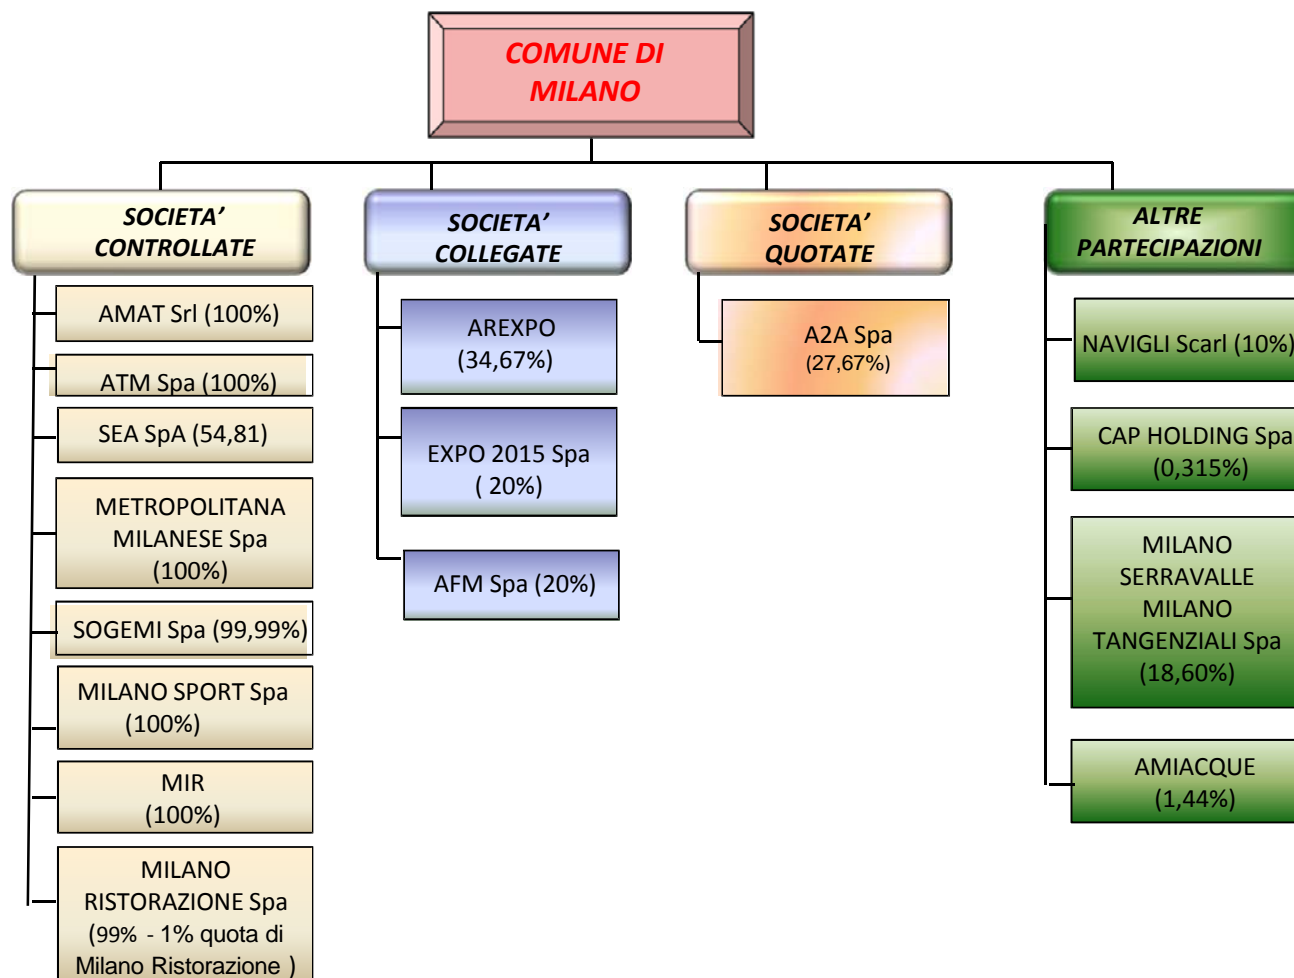 COMUNE DI
MILANO
SOCIETA’
CONTROLLATE
AMAT Srl (100%)
ATM Spa (100%)
SEA SpA (54,81)
METROPOLITANA
MILANESE Spa
(100%)
SOGEMI Spa (99,99%)
MILANO SPORT Spa
(100%)
MIR
(100%)
MILANO
RISTORAZIONE Spa
(99% - 1% quota di
Milano Ristorazione )
SOCIETA’
COLLEGATE
AREXPO
(34,67%)
EXPO 2015 Spa
( 20%)
AFM Spa (20%)
SOCIETA’
QUOTATE
A2A Spa
(27,67%)
ALTRE
PARTECIPAZIONI
NAVIGLI Scarl (10%)
CAP HOLDING Spa
(0,315%)
MILANO
SERRAVALLE
MILANO
TANGENZIALI Spa
(18,60%)
AMIACQUE
(1,44%)